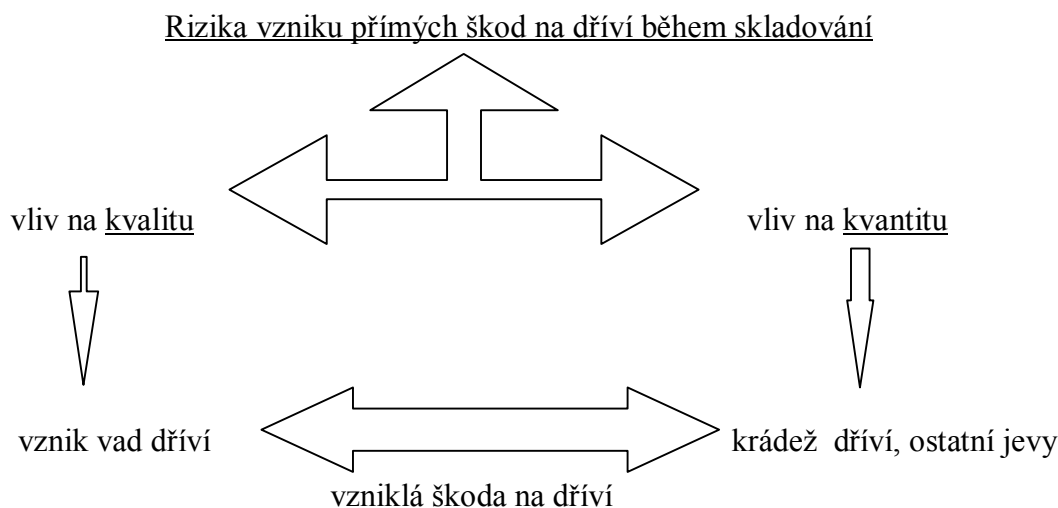 Rizika vzniku přímých škod na dříví během skladování
vliv na kvalitu
vliv na kvantitu
vznik vad dříví
krádež dříví, ostatní jevy
vzniklá škoda na dříví